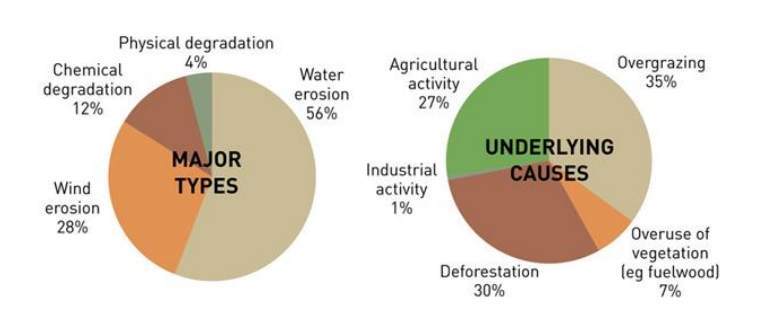 Physical degradation
4%
Chemical
degradation
12%
Water
erosion
56%
MAJOR
TYPES
Wind
erosion
28%
Agricultural
activity
27%
Overgrazing
35%
UNDERLYING
CAUSES
Industrial
activity
1%
Overuse of
vegetation
(eg fuelwood)
7%
Deforestation
30%